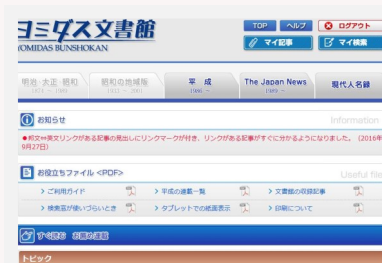 ヨミダス文書館
YOMIDAS BUNSHOKAN
TOP ヘルプ ログアウト
マイ記事 マイ検索
明治・大正・昭和 昭和の地域版 平成 The Japan News 現代人名録
1986 ～ 1989 ～
お知らせ Information
●邦文⇔英文リンクがある記事の見出しにリンクマークが付き、リンクがある記事がすぐに分かるようになりました。(2016年
9月27日)
お役立ちファイル <PDF> Useful file
> ご利用ガイド > 平成の連載一覧 > 文書館の収録記事
> 検索語が使いづらいとき > タブレットでの紙面表示 > 印刷について
すぐ読む お薦め連載
トピック